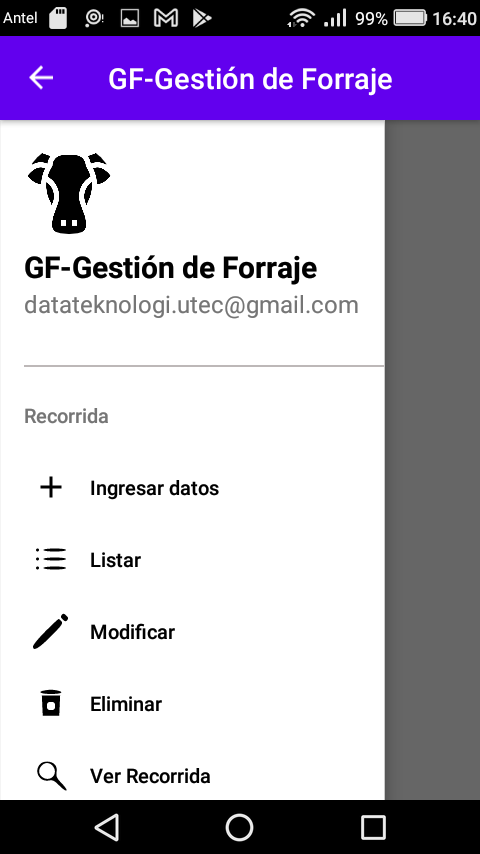 Antel 99% 16:40
GF-Gestión de Forraje
GF-Gestión de Forraje
datateknologi.utec@gmail.com
Recorrida
Ingresar datos
Listar
Modificar
Eliminar
Ver Recorrida